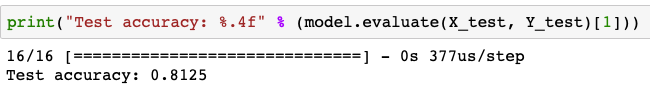 print("Test accuracy: %.4f" % (model.evaluate(X_test, Y_test)[1]))
16/16 [==============================] - 0s 377us/step
Test accuracy: 0.8125